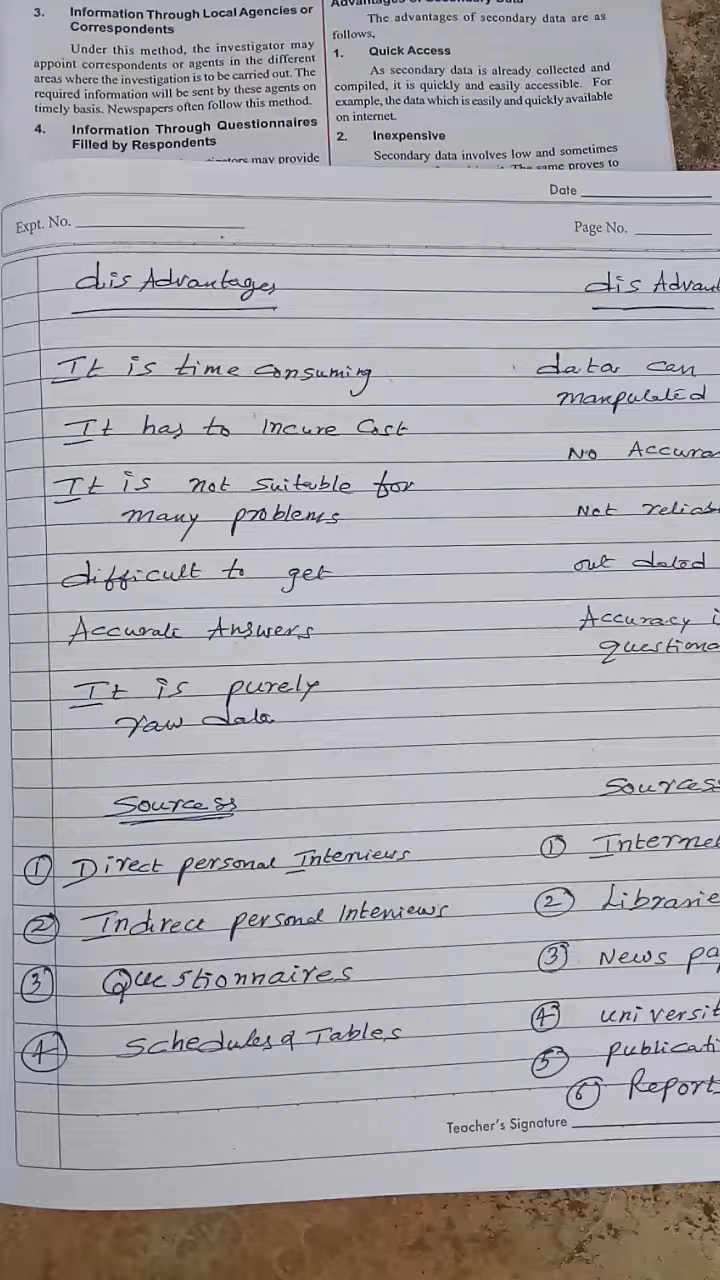 3. Information Through Local Agencies or
Correspondents
Under this method, the investigator may
appoint correspondents or agents in the different
areas where the investigation is to be carried out. The
required information will be sent by these agents on
timely basis. Newspapers often follow this method.
4. Information Through Questionnaires
Filled by Respondents
may provide
The advantages of secondary data are as
follows,
1. Quick Access
As secondary data is already collected and
compiled, it is quickly and easily accessible. For
example, the data which is easily and quickly available
on internet.
2. Inexpensive
Secondary data involves low and sometimes
The same proves to
Date
Expt. No.
Page No.
dis Advantages
It is time consuming
It has to incure Cost
It is not suitable for
many problems
difficult to get
Accurate Answers
It is purely
raw data
Sourcess
① Direct personal Interviews
② Indirect personal Interviews
③ Questionnaires
④ Schedules & Tables
dis Advant
data can
manpulated
No Accura
Not reliab
out dated
Accuracy i
questiona
Sources
① Interne
② Librarie
③ News pa
④ universit
⑤ publicati
⑥ Report
Teacher's Signature